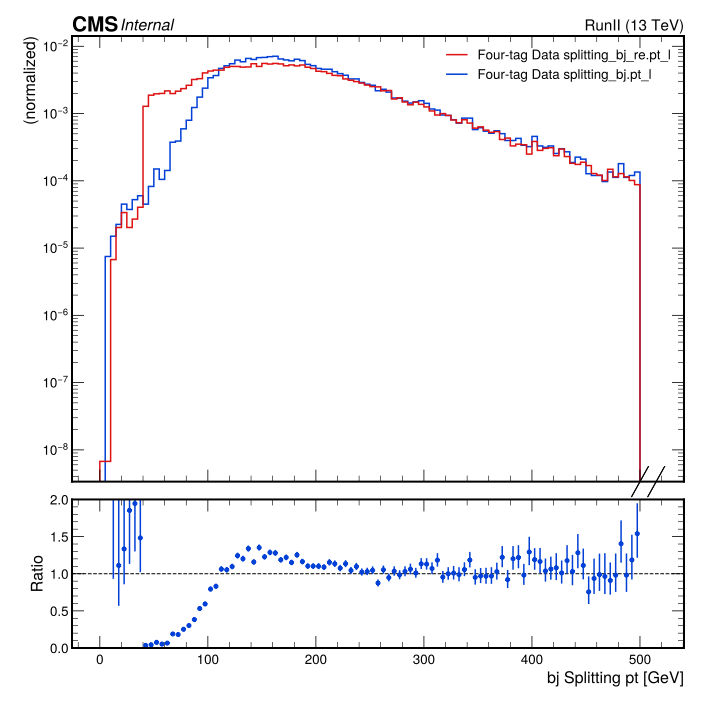 CMS Internal RunII (13 TeV)
(normalized)
Four-tag Data splitting_bj_re.pt_l
Four-tag Data splitting_bj.pt_l
10⁻²
10⁻³
10⁻⁴
10⁻⁵
10⁻⁶
10⁻⁷
10⁻⁸
Ratio
2.0
1.5
1.0
0.5
0.0
0 100 200 300 400 500
bj Splitting pt [GeV]